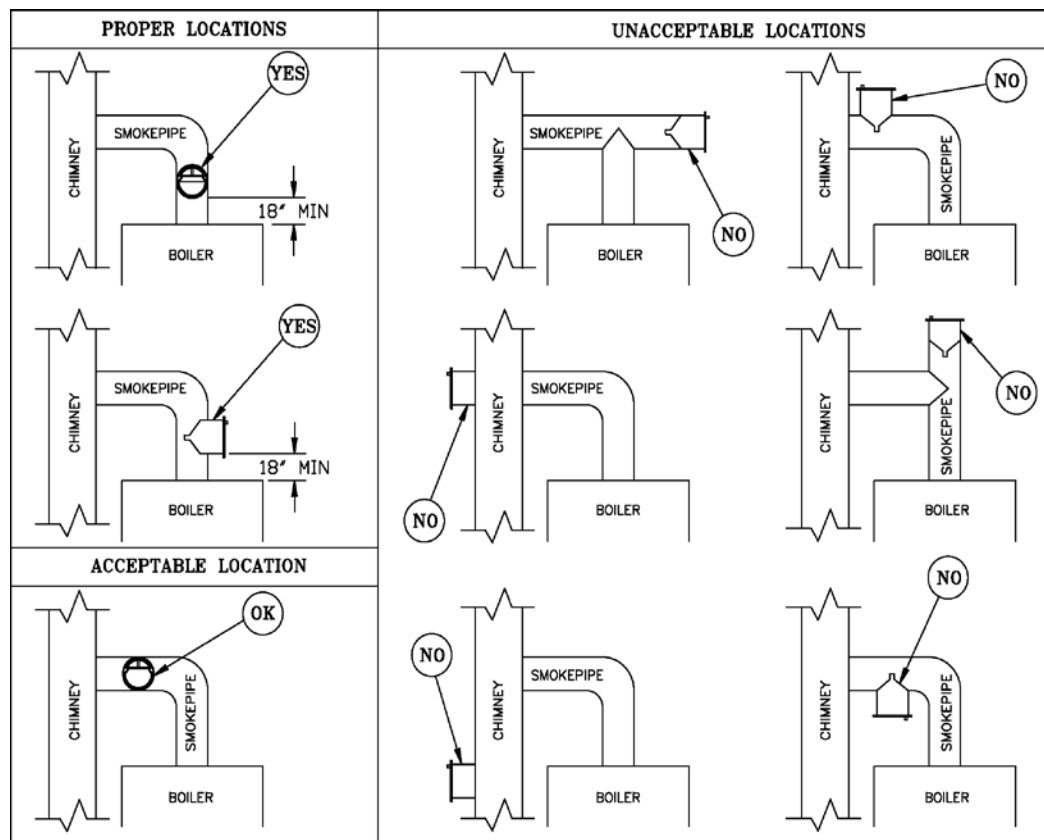 PROPER LOCATIONS
YES
CHIMNEY
SMOKEPIPE
18" MIN
BOILER
YES
CHIMNEY
SMOKEPIPE
18" MIN
BOILER
ACCEPTABLE LOCATION
OK
CHIMNEY
SMOKEPIPE
BOILER
UNACCEPTABLE LOCATIONS
CHIMNEY
SMOKEPIPE
NO
BOILER
NO
CHIMNEY
SMOKEPIPE
BOILER
CHIMNEY
SMOKEPIPE
NO
BOILER
NO
CHIMNEY
SMOKEPIPE
BOILER
NO
CHIMNEY
SMOKEPIPE
BOILER
NO
CHIMNEY
SMOKEPIPE
BOILER